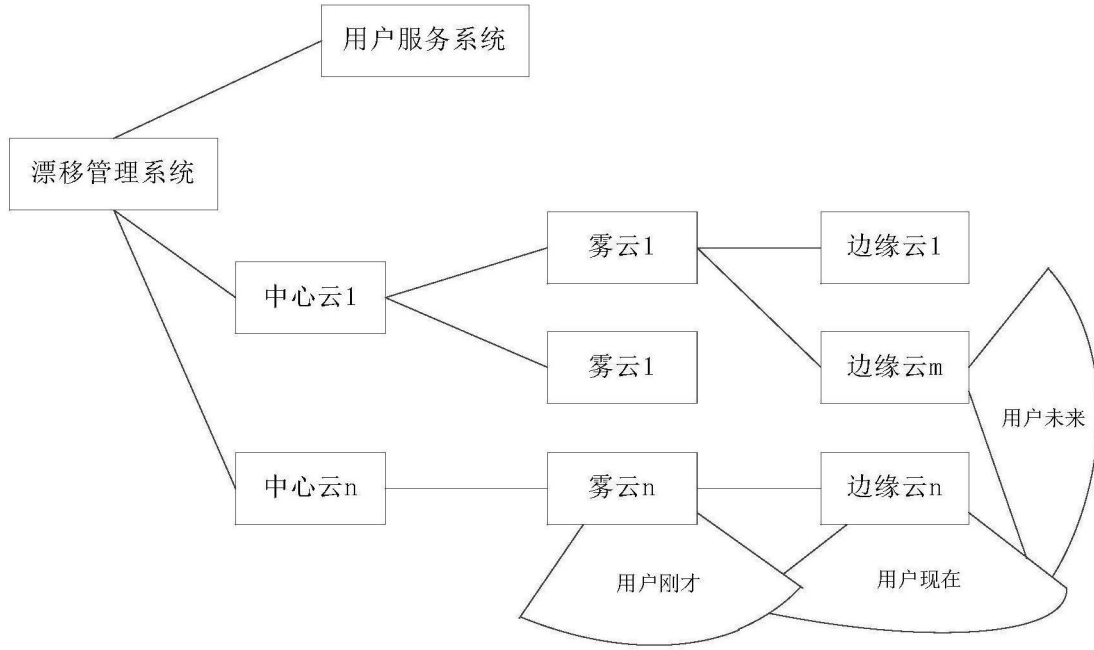 用户服务系统
漂移管理系统
雾云1
边缘云1
中心云1
雾云1
边缘云m
用户未来
中心云n
雾云n
边缘云n
用户刚才
用户现在